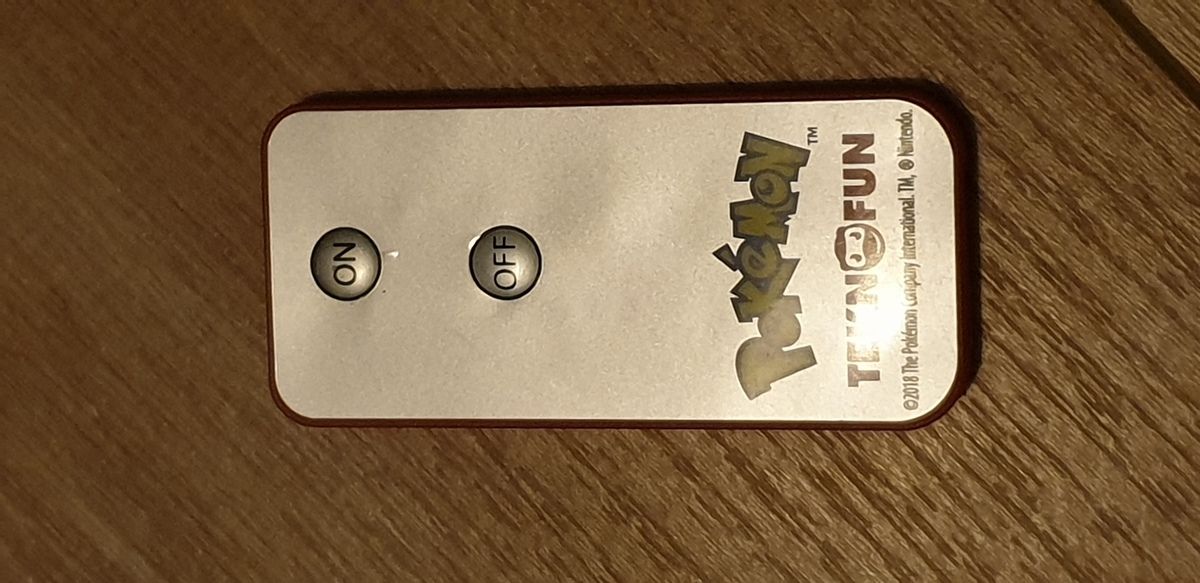 ON
OFF
POKÉMON™
TEKNOFUN
©2018 The Pokémon Company International. TM, ® Nintendo.